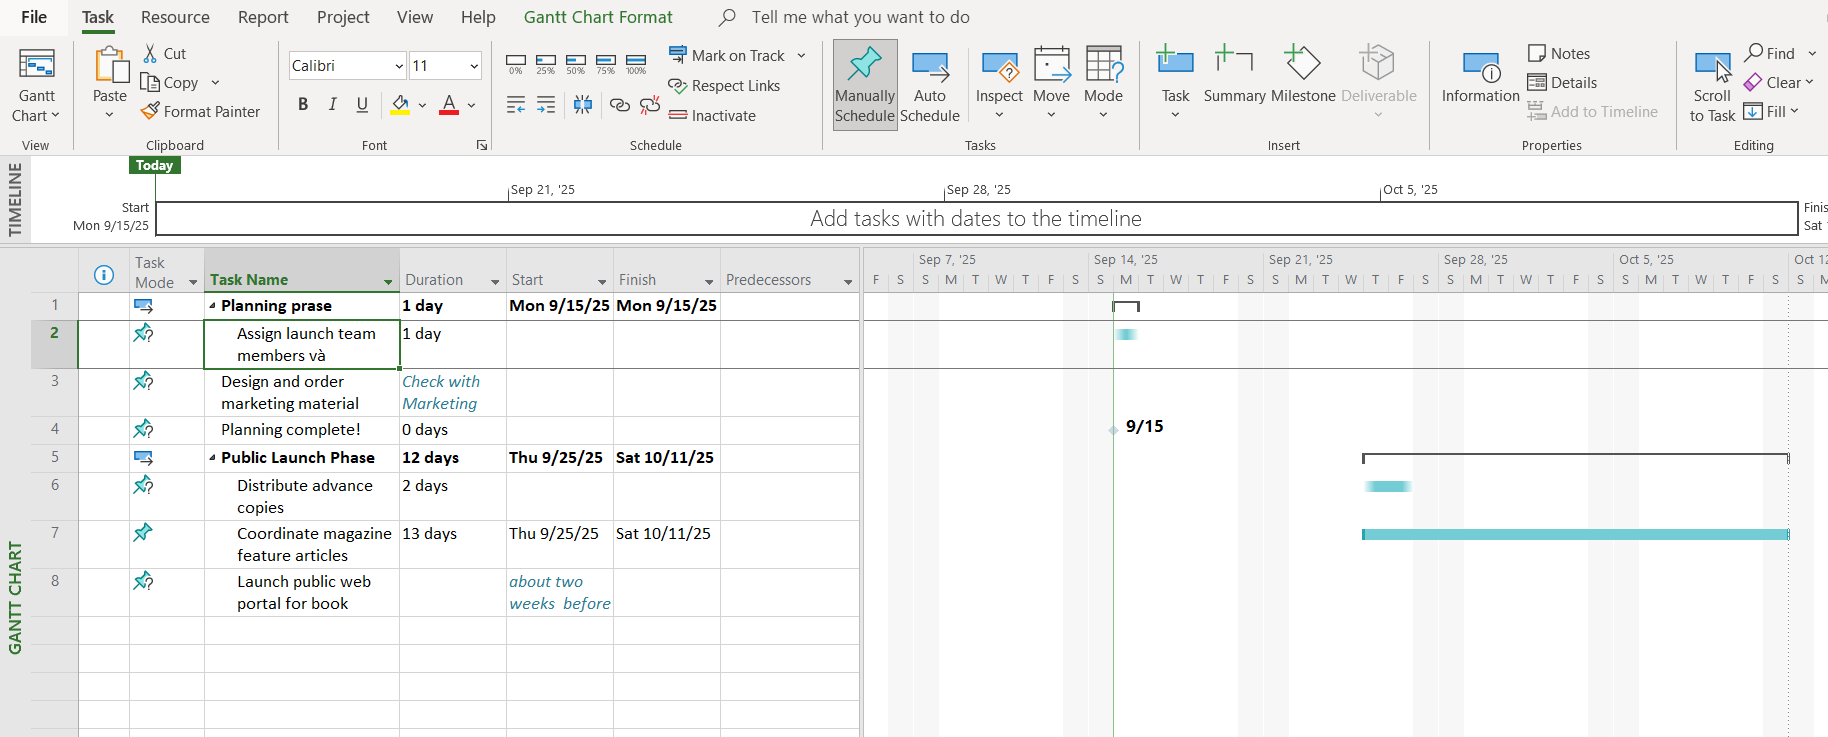 File Task Resource Report Project View Help Gantt Chart Format Tell me what you want to do
Gantt
Chart
View
Paste
Cut
Copy
Format Painter
Clipboard
Calibri 11
B I U A
Font
0% 25% 50% 75% 100%
Mark on Track
Respect Links
Inactivate
Schedule
Manually
Schedule
Auto
Schedule
Inspect
Move
Mode
Tasks
Task
Summary
Milestone
Deliverable
Insert
Information
Notes
Details
Add to Timeline
Properties
Scroll
to Task
Find
Clear
Fill
Editing
TIMELINE
Today
Sep 21, '25 Sep 28, '25 Oct 5, '25
Start
Mon 9/15/25
Add tasks with dates to the timeline
Finis
Sat
GANTT CHART
Task
Mode
Task Name Duration Start Finish Predecessors
Sep 7, '25 Sep 14, '25 Sep 21, '25 Sep 28, '25 Oct 5, '25 Oct 12
F S S M T W T F S S M T W T F S S M T W T F S S M T W T F S S M T W T F S S M
1 Planning prase 1 day Mon 9/15/25 Mon 9/15/25
2 Assign launch team
members và
1 day
3 Design and order
marketing material
Check with
Marketing
4 Planning complete! 0 days
9/15
5 Public Launch Phase 12 days Thu 9/25/25 Sat 10/11/25
6 Distribute advance
copies
2 days
7 Coordinate magazine
feature articles
13 days Thu 9/25/25 Sat 10/11/25
8 Launch public web
portal for book
about two
weeks before